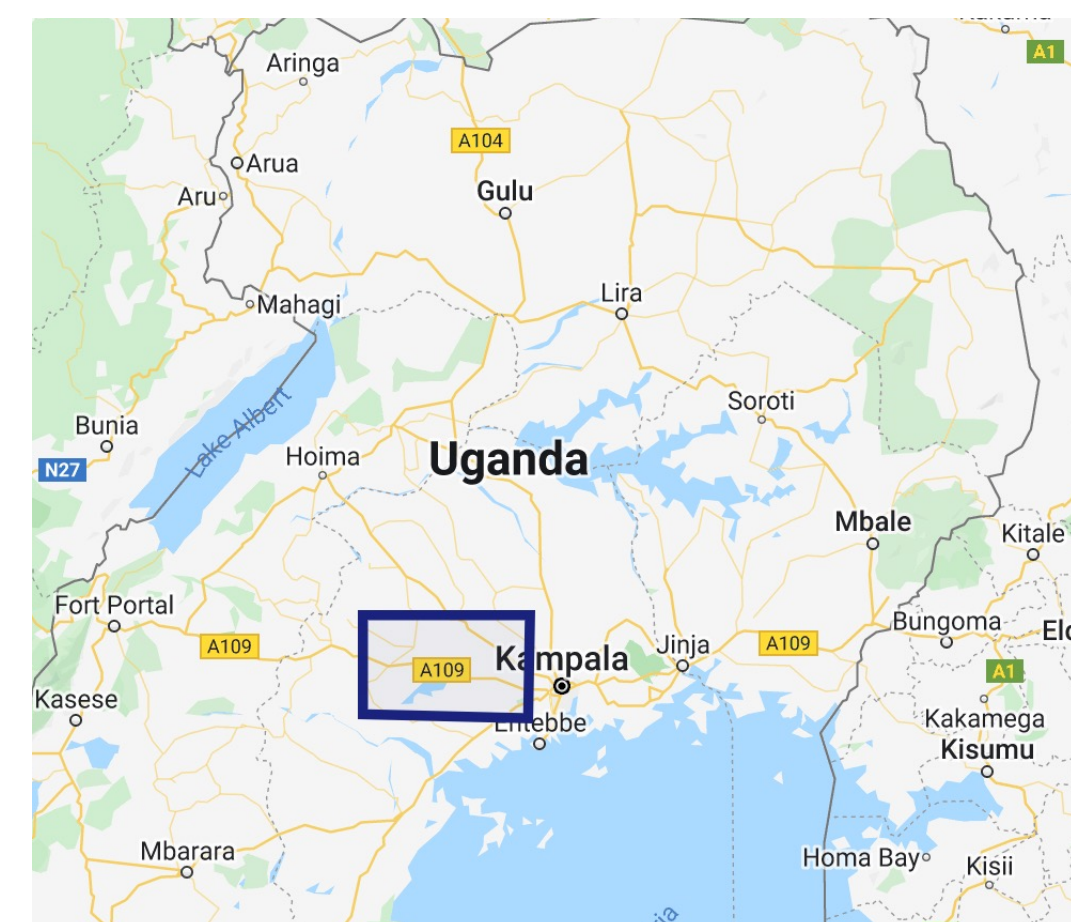 A1
Aringa
A104
Arua
Aru
Gulu
Mahagi
Lira
Lake Albert
Soroti
Bunia
Uganda
Hoima
N27
Mbale
Kitale
Fort Portal
A109
Bungoma
Jinja
A109
Kampala
A109
A1
Kasese
Entebbe
Kakamega
Kisumu
Mbarara
Homa Bay
Kisii